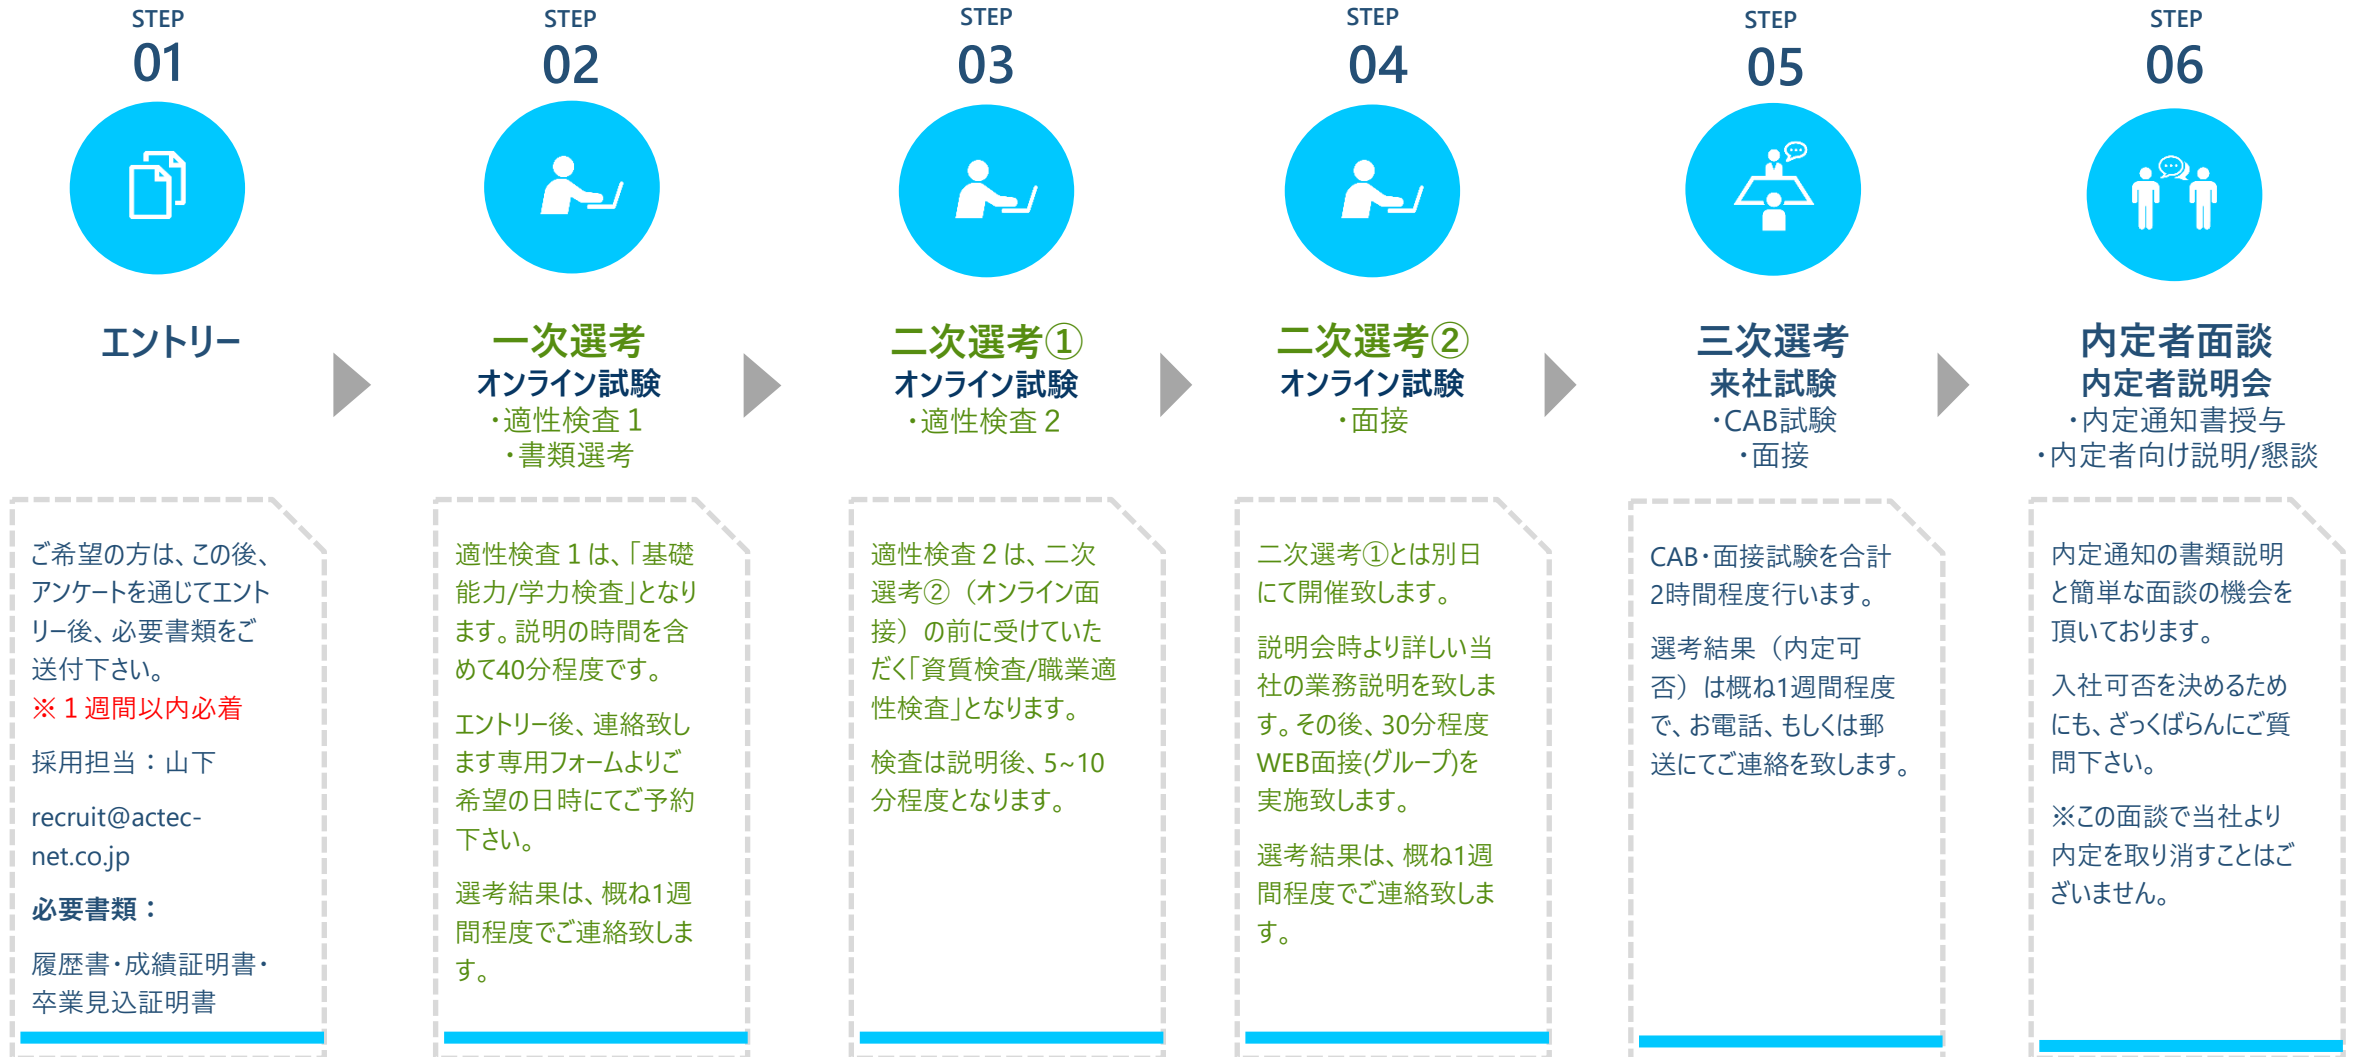 STEP
01
エントリー
ご希望の方は、この後、
アンケートを通じてエント
リー後、必要書類をご
送付下さい。
※１週間以内必着
採用担当：山下
recruit@actec-
net.co.jp
必要書類：
履歴書・成績証明書・
卒業見込証明書
STEP
02
一次選考
オンライン試験
・適性検査１
・書類選考
適性検査１は、「基礎
能力/学力検査」となり
ます。説明の時間を含
めて40分程度です。
エントリー後、連絡致し
ます専用フォームよりご
希望の日時にてご予約
下さい。
選考結果は、概ね1週
間程度でご連絡致しま
す。
STEP
03
二次選考①
オンライン試験
・適性検査２
適性検査２は、二次
選考②（オンライン面
接）の前に受けていた
だく「資質検査/職業適
性検査」となります。
検査は説明後、5~10
分程度となります。
STEP
04
二次選考②
オンライン試験
・面接
二次選考①とは別日
にて開催致します。
説明会時より詳しい当
社の業務説明を致しま
す。その後、30分程度
WEB面接(グループ)を
実施致します。
選考結果は、概ね1週
間程度でご連絡致しま
す。
STEP
05
三次選考
来社試験
・CAB試験
・面接
CAB・面接試験を合計
2時間程度行います。
選考結果（内定可
否）は概ね1週間程度
で、お電話、もしくは郵
送にてご連絡を致します。
STEP
06
内定者面談
内定者説明会
・内定通知書授与
・内定者向け説明/懇談
内定通知の書類説明
と簡単な面談の機会を
頂いております。
入社可否を決めるため
にも、ざっくばらんにご質
問下さい。
※この面談で当社より
内定を取り消すことはご
ざいません。